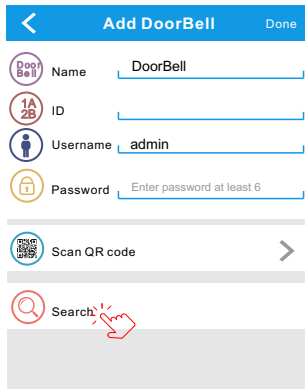 Add DoorBell Done
Door
Bell
Name DoorBell
1A
2B
ID
Username admin
Password Enter password at least 6
Scan QR code
Search